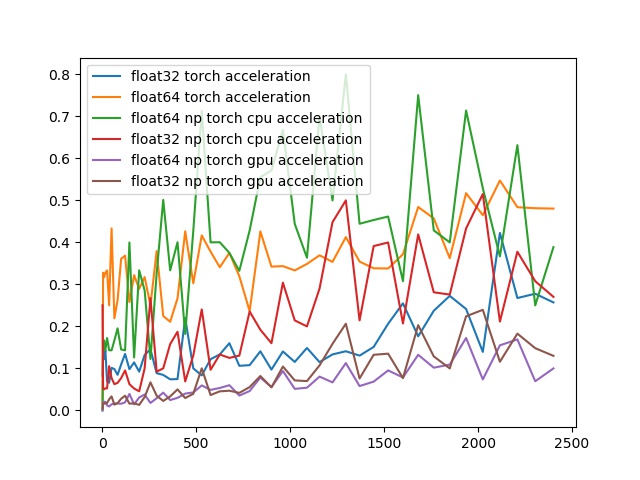 float32 torch acceleration
float64 torch acceleration
float64 np torch cpu acceleration
float32 np torch cpu acceleration
float64 np torch gpu acceleration
float32 np torch gpu acceleration
0.8
0.7
0.6
0.5
0.4
0.3
0.2
0.1
0.0
0 500 1000 1500 2000 2500